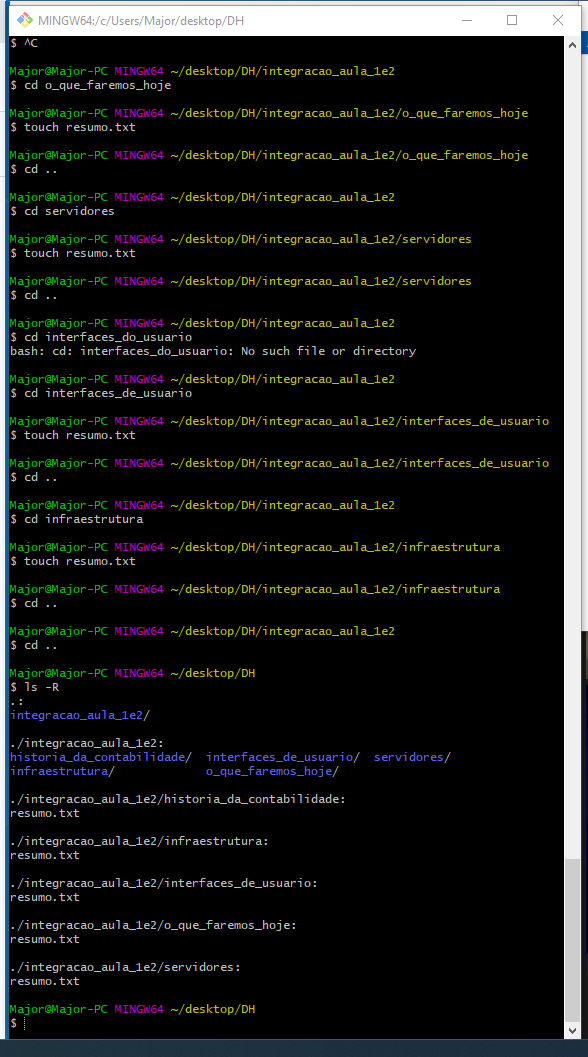 MINGW64:/c/Users/Major/desktop/DH
$ ^C
Major@Major-PC MINGW64 ~/desktop/DH/integracao_aula_1e2
$ cd o_que_faremos_hoje
Major@Major-PC MINGW64 ~/desktop/DH/integracao_aula_1e2/o_que_faremos_hoje
$ touch resumo.txt
Major@Major-PC MINGW64 ~/desktop/DH/integracao_aula_1e2/o_que_faremos_hoje
$ cd ..
Major@Major-PC MINGW64 ~/desktop/DH/integracao_aula_1e2
$ cd servidores
Major@Major-PC MINGW64 ~/desktop/DH/integracao_aula_1e2/servidores
$ touch resumo.txt
Major@Major-PC MINGW64 ~/desktop/DH/integracao_aula_1e2/servidores
$ cd ..
Major@Major-PC MINGW64 ~/desktop/DH/integracao_aula_1e2
$ cd interfaces_do_usuario
bash: cd: interfaces_do_usuario: No such file or directory
Major@Major-PC MINGW64 ~/desktop/DH/integracao_aula_1e2
$ cd interfaces_de_usuario
Major@Major-PC MINGW64 ~/desktop/DH/integracao_aula_1e2/interfaces_de_usuario
$ touch resumo.txt
Major@Major-PC MINGW64 ~/desktop/DH/integracao_aula_1e2/interfaces_de_usuario
$ cd ..
Major@Major-PC MINGW64 ~/desktop/DH/integracao_aula_1e2
$ cd infraestrutura
Major@Major-PC MINGW64 ~/desktop/DH/integracao_aula_1e2/infraestrutura
$ touch resumo.txt
Major@Major-PC MINGW64 ~/desktop/DH/integracao_aula_1e2/infraestrutura
$ cd ..
Major@Major-PC MINGW64 ~/desktop/DH/integracao_aula_1e2
$ cd ..
Major@Major-PC MINGW64 ~/desktop/DH
$ ls -R
.:
integracao_aula_1e2/
./integracao_aula_1e2:
historia_da_contabilidade/  interfaces_de_usuario/  servidores/
infraestrutura/  o_que_faremos_hoje/
./integracao_aula_1e2/historia_da_contabilidade:
resumo.txt
./integracao_aula_1e2/infraestrutura:
resumo.txt
./integracao_aula_1e2/interfaces_de_usuario:
resumo.txt
./integracao_aula_1e2/o_que_faremos_hoje:
resumo.txt
./integracao_aula_1e2/servidores:
resumo.txt
Major@Major-PC MINGW64 ~/desktop/DH
$